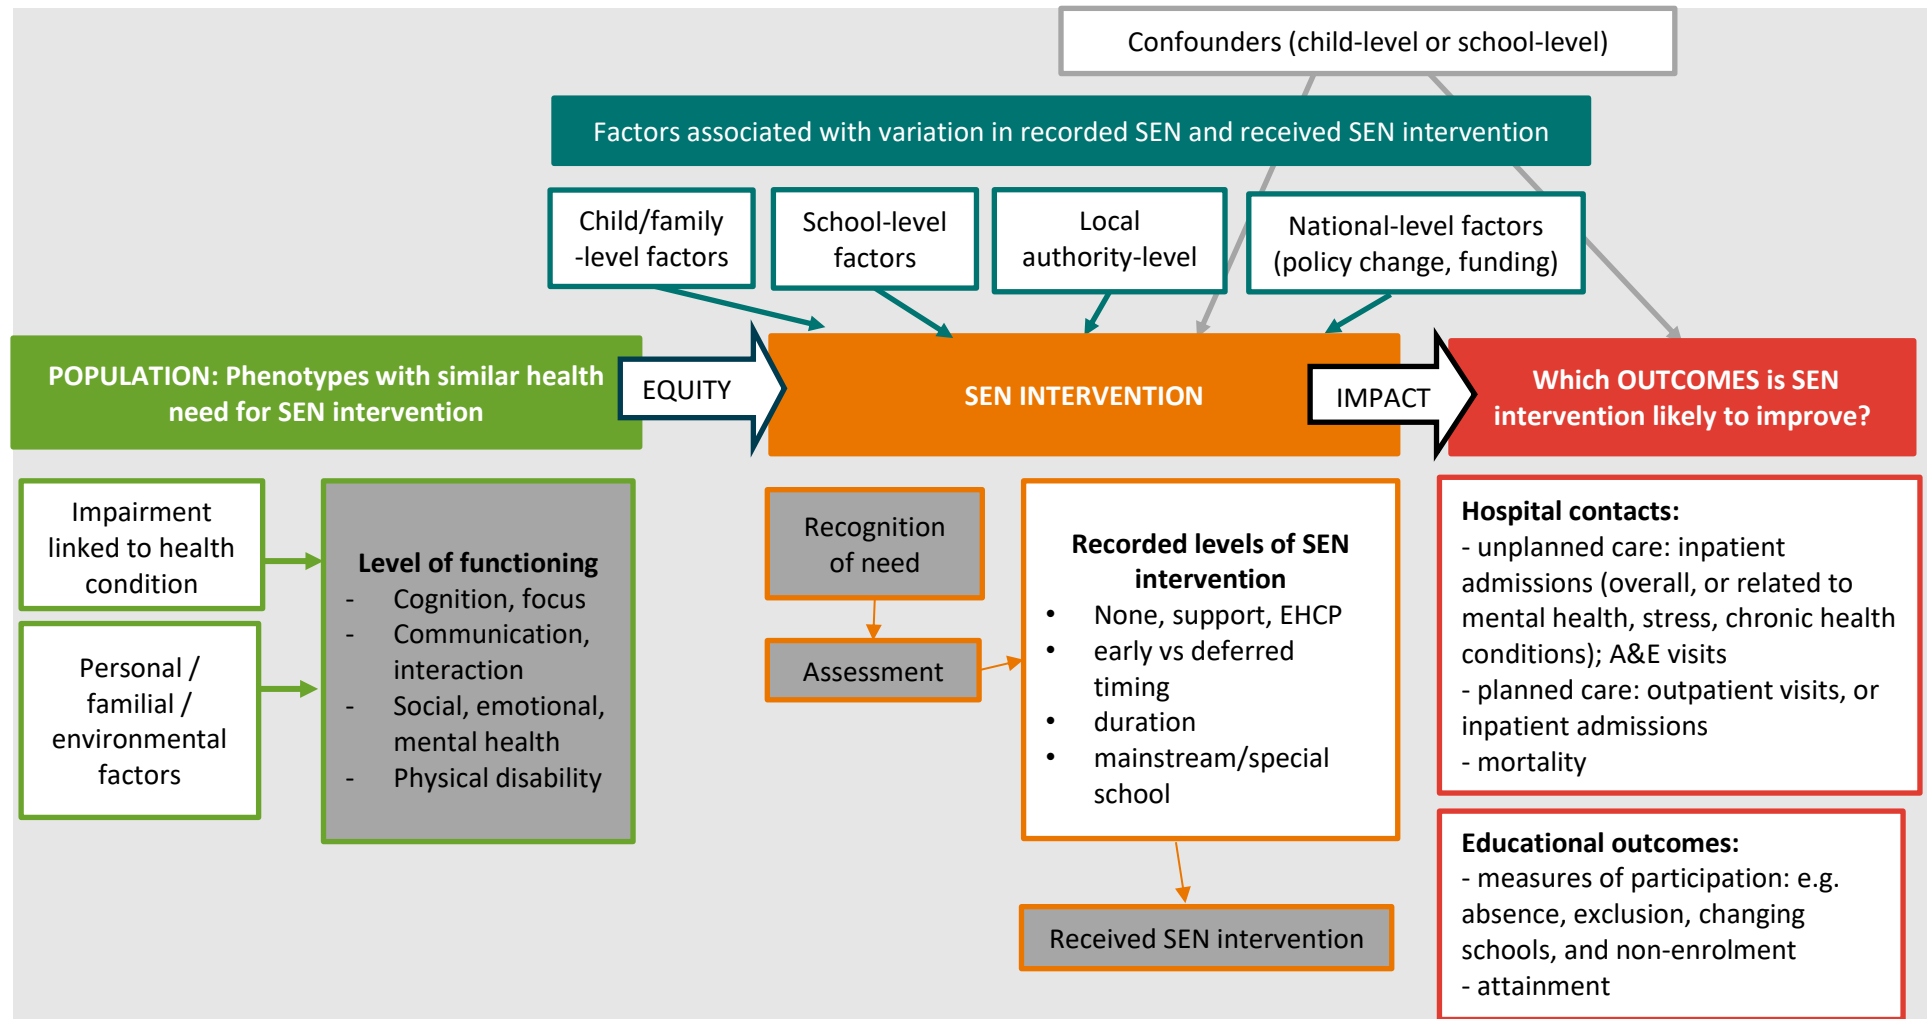 Confounders (child-level or school-level)
Factors associated with variation in recorded SEN and received SEN intervention
Child/family
-level factors
School-level
factors
Local
authority-level
National-level factors
(policy change, funding)
POPULATION: Phenotypes with similar health
need for SEN intervention
EQUITY
SEN INTERVENTION
IMPACT
Which OUTCOMES is SEN
intervention likely to improve?
Impairment
linked to health
condition
Personal /
familial /
environmental
factors
Level of functioning
- Cognition, focus
- Communication,
interaction
- Social, emotional,
mental health
- Physical disability
Recognition
of need
Assessment
Recorded levels of SEN
intervention
• None, support, EHCP
• early vs deferred
timing
• duration
• mainstream/special
school
Received SEN intervention
Hospital contacts:
- unplanned care: inpatient
admissions (overall, or related to
mental health, stress, chronic health
conditions); A&E visits
- planned care: outpatient visits, or
inpatient admissions
- mortality
Educational outcomes:
- measures of participation: e.g.
absence, exclusion, changing
schools, and non-enrolment
- attainment